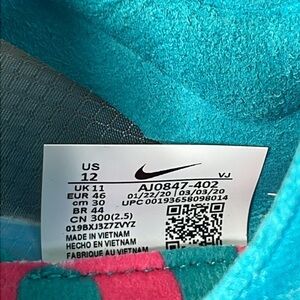 US
12
VJ
UK 11
EUR 46
cm 30
BR 44
CN 300(2.5)
AJ0847-402
01/22/20 | 03/03/20
UPC 00193658098014
019BXJ3Z7ZVYZ
MADE IN VIETNAM
HECHO EN VIETNAM
FABRIQUE AU VIETNAM